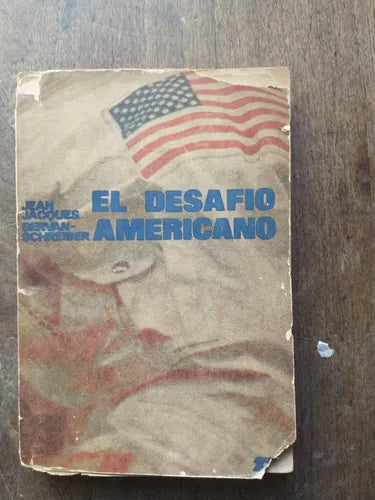 JEAN
JACQUES
SERVAN-
SCHREIBER
EL DESAFIO
AMERICANO